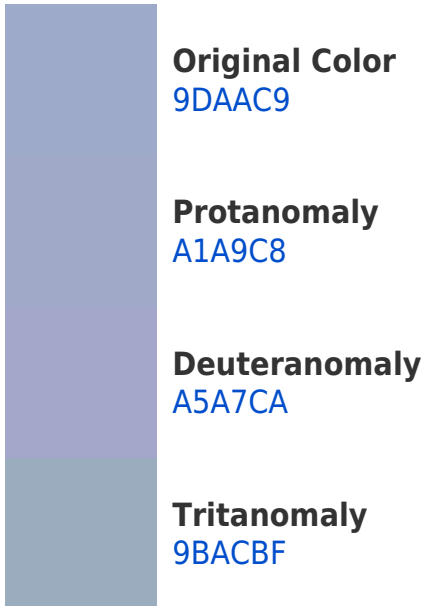 Original Color
9DAAC9
Protanomaly
A1A9C8
Deuteranomaly
A5A7CA
Tritanomaly
9BACBF